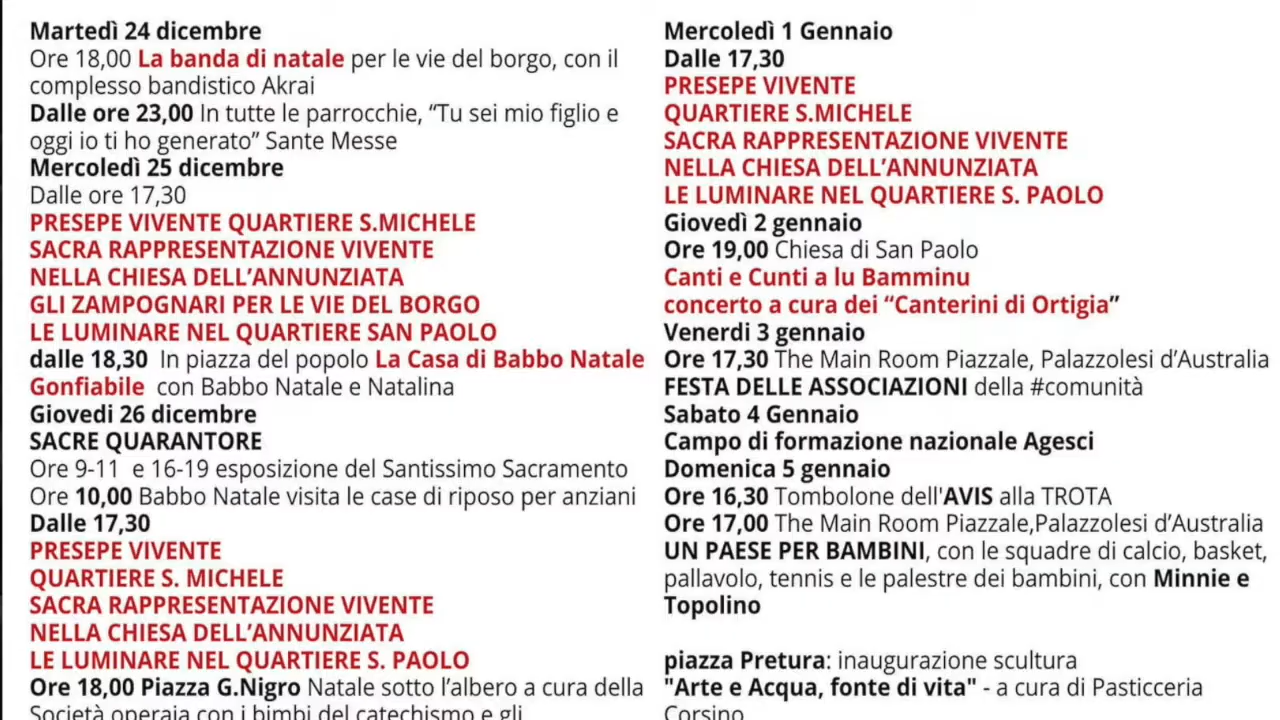 Martedì 24 dicembre
Ore 18,00 La banda di natale per le vie del borgo, con il
complesso bandistico Akrai
Dalle ore 23,00 In tutte le parrocchie, “Tu sei mio figlio e
oggi io ti ho generato” Sante Messe
Mercoledì 25 dicembre
Dalle ore 17,30
PRESEPE VIVENTE QUARTIERE S.MICHELE
SACRA RAPPRESENTAZIONE VIVENTE
NELLA CHIESA DELL’ANNUNZIATA
GLI ZAMPOGNARI PER LE VIE DEL BORGO
LE LUMINARE NEL QUARTIERE SAN PAOLO
dalle 18,30 In piazza del popolo La Casa di Babbo Natale
Gonfiabile con Babbo Natale e Natalina
Giovedi 26 dicembre
SACRE QUARANTORE
Ore 9-11 e 16-19 esposizione del Santissimo Sacramento
Ore 10,00 Babbo Natale visita le case di riposo per anziani
Dalle 17,30
PRESEPE VIVENTE
QUARTIERE S. MICHELE
SACRA RAPPRESENTAZIONE VIVENTE
NELLA CHIESA DELL’ANNUNZIATA
LE LUMINARE NEL QUARTIERE S. PAOLO
Ore 18,00 Piazza G.Nigro Natale sotto l’albero a cura della
Società operaia con i bimbi del catechismo e gli
Mercoledì 1 Gennaio
Dalle 17,30
PRESEPE VIVENTE
QUARTIERE S.MICHELE
SACRA RAPPRESENTAZIONE VIVENTE
NELLA CHIESA DELL’ANNUNZIATA
LE LUMINARE NEL QUARTIERE S. PAOLO
Giovedì 2 gennaio
Ore 19,00 Chiesa di San Paolo
Canti e Cunti a lu Bamminu
concerto a cura dei “Canterini di Ortigia”
Venerdi 3 gennaio
Ore 17,30 The Main Room Piazzale, Palazzolesi d’Australia
FESTA DELLE ASSOCIAZIONI della #comunità
Sabato 4 Gennaio
Campo di formazione nazionale Agesci
Domenica 5 gennaio
Ore 16,30 Tombolone dell'AVIS alla TROTA
Ore 17,00 The Main Room Piazzale,Palazzolesi d’Australia
UN PAESE PER BAMBINI, con le squadre di calcio, basket,
pallavolo, tennis e le palestre dei bambini, con Minnie e
Topolino
piazza Pretura: inaugurazione scultura
"Arte e Acqua, fonte di vita" - a cura di Pasticceria
Corsino